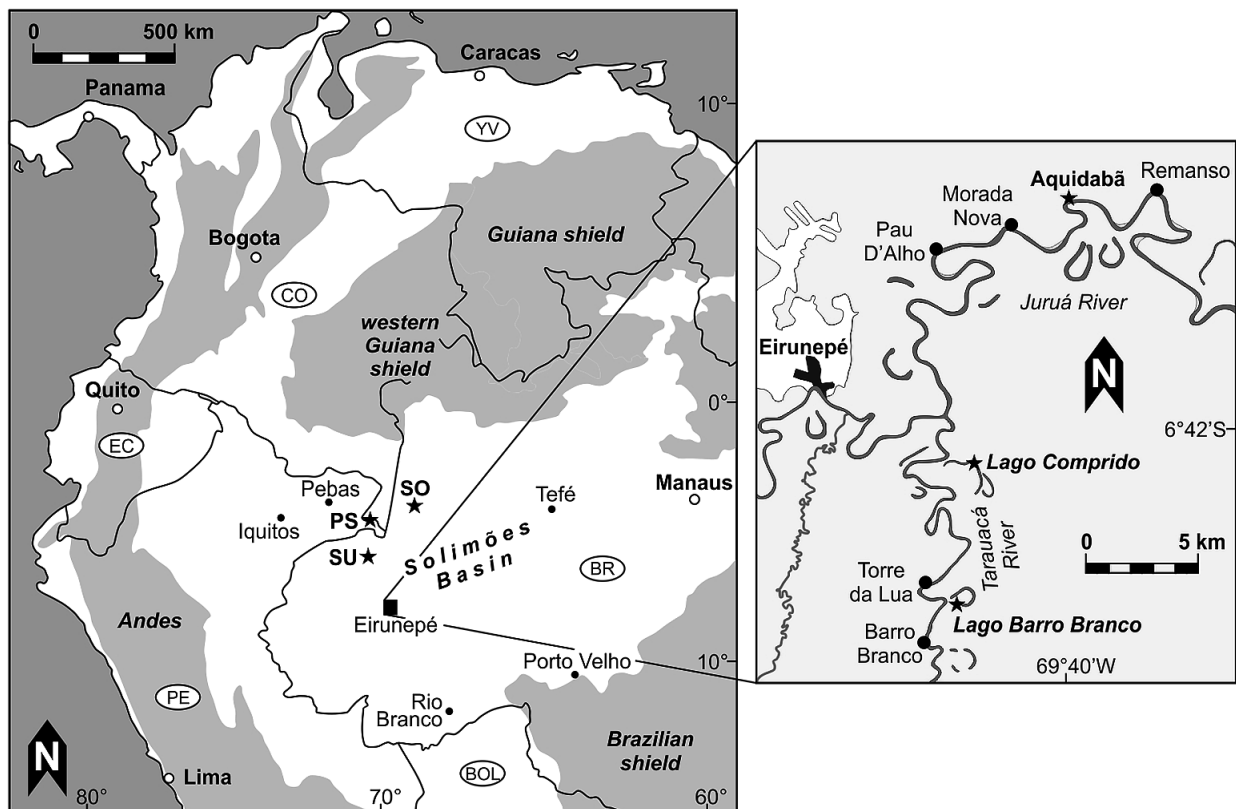 0 500 km
Panama
Caracas
10°
YV
Bogota
Guiana shield
CO
western
Guiana
shield
Quito
0°
EC
Pebas
SO
Tefé
Manaus
Iquitos
PS
SU
Solimões
Basin
BR
Eirunepé
Andes
Porto Velho
10°
PE
Rio
Branco
N
Brazilian
shield
Lima
BOL
80°
70°
60°
Remanso
Aquidabã
Morada
Nova
Pau
D'Alho
Juruá River
Eirunepé
N
6°42'S
Lago Comprido
Tarauacá
River
0 5 km
Torre
da Lua
Lago Barro Branco
Barro
Branco
69°40'W